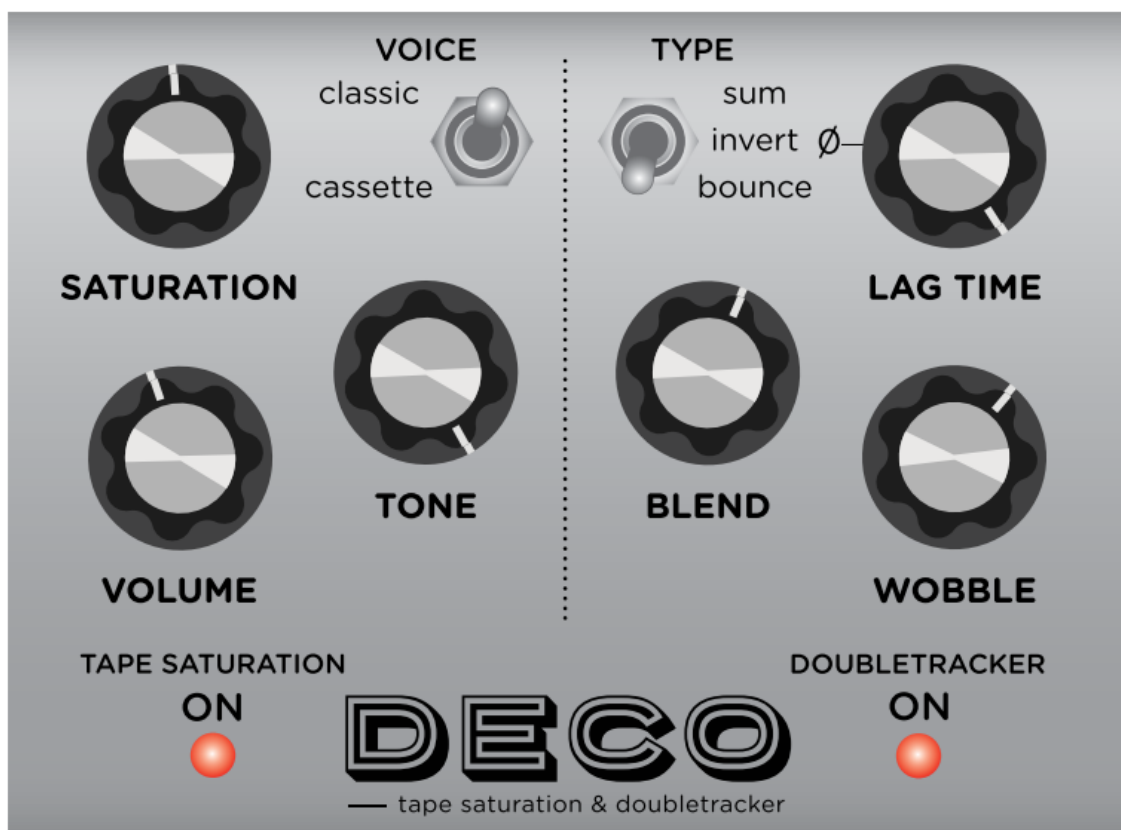 VOICE
classic
cassette
TYPE
sum
invert Ø
bounce
SATURATION
LAG TIME
TONE
BLEND
VOLUME
WOBBLE
TAPE SATURATION
ON
DOUBLETRACKER
ON
DECO
tape saturation & doubletracker